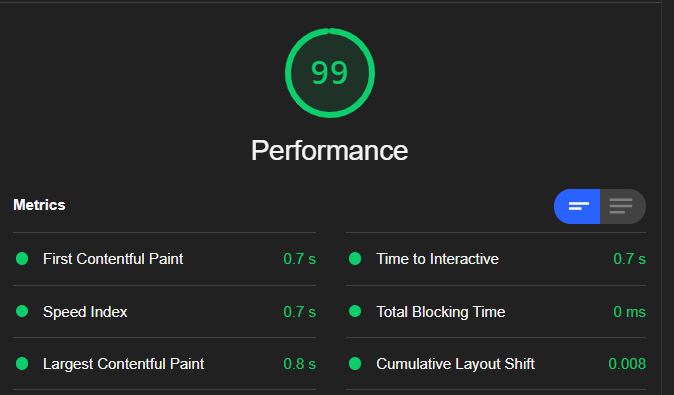 99
Performance
Metrics
First Contentful Paint 0.7 s
Time to Interactive 0.7 s
Speed Index 0.7 s
Total Blocking Time 0 ms
Largest Contentful Paint 0.8 s
Cumulative Layout Shift 0.008